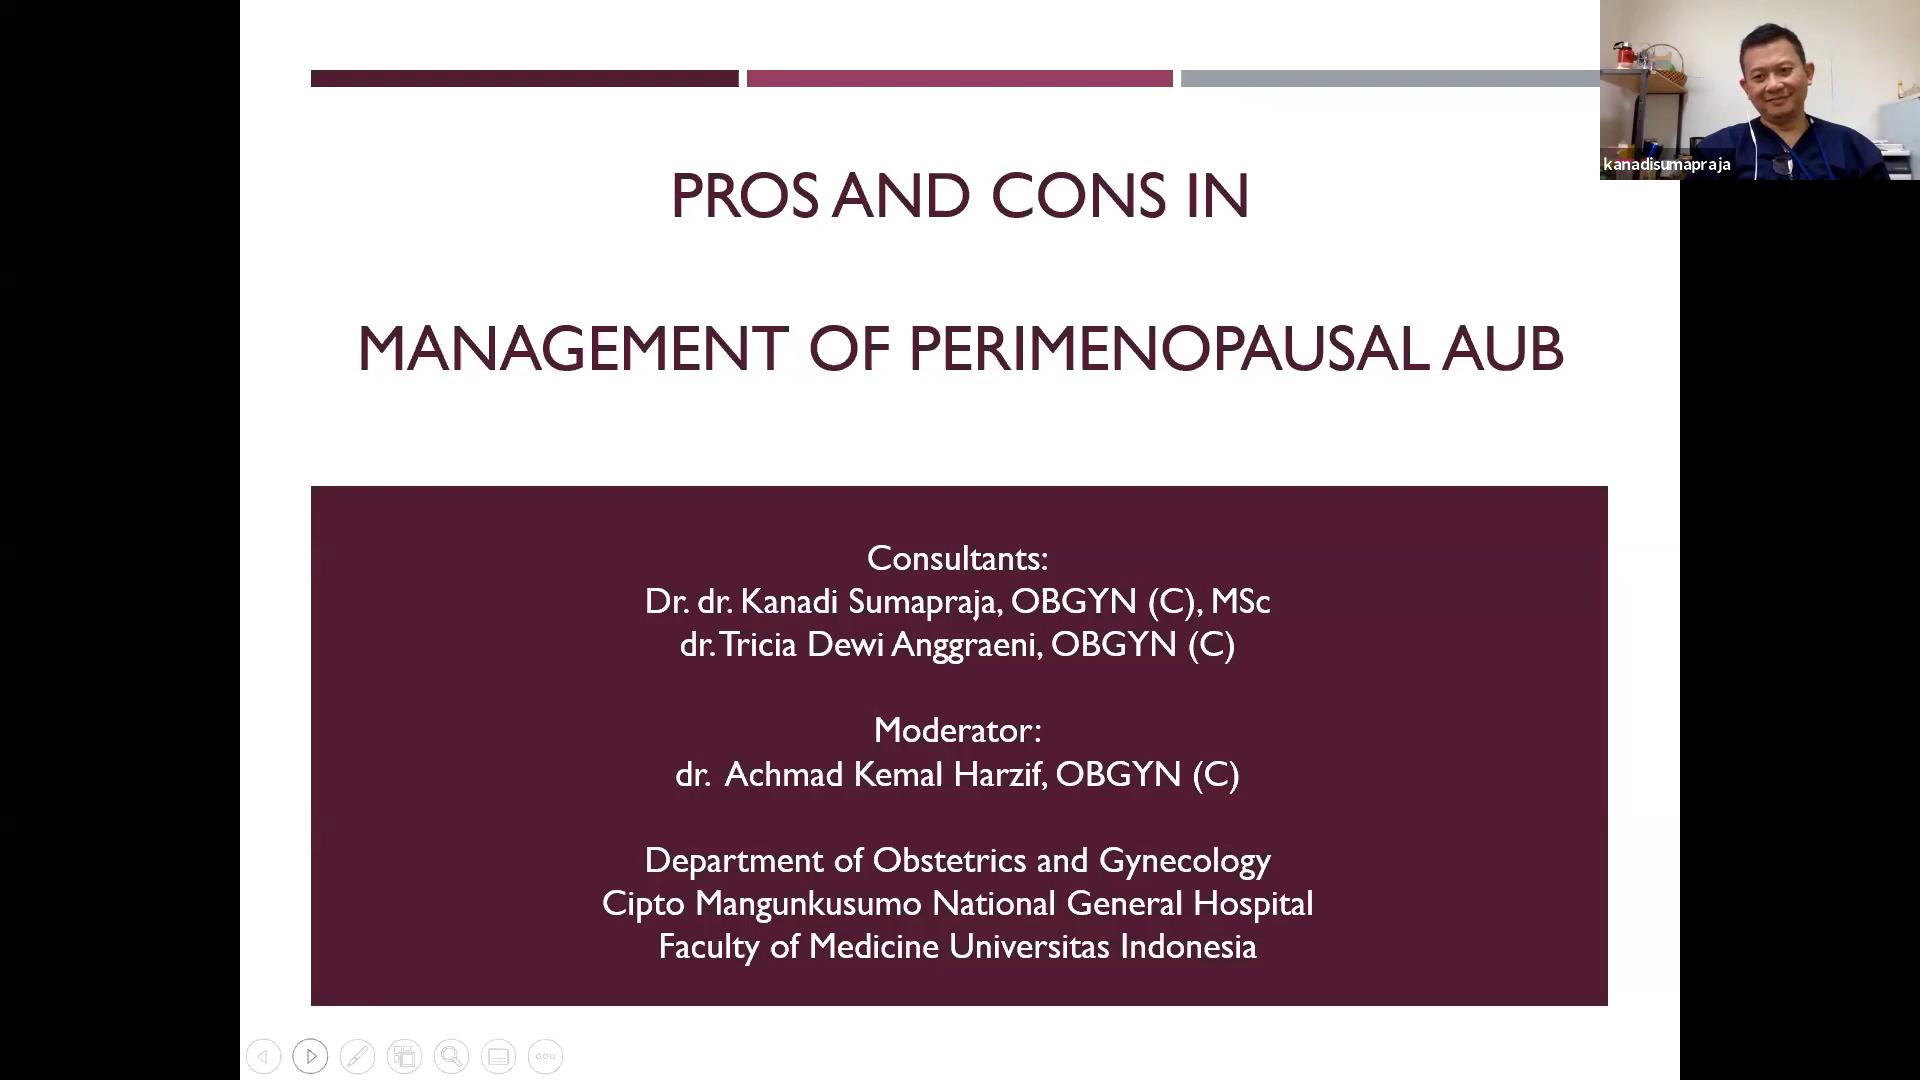 kanadisumapraja
PROS AND CONS IN
MANAGEMENT OF PERIMENOPAUSAL AUB
Consultants:
Dr. dr. Kanadi Sumapraja, OBGYN (C), MSc
dr. Tricia Dewi Anggraeni, OBGYN (C)
Moderator:
dr. Achmad Kemal Harzif, OBGYN (C)
Department of Obstetrics and Gynecology
Cipto Mangunkusumo National General Hospital
Faculty of Medicine Universitas Indonesia